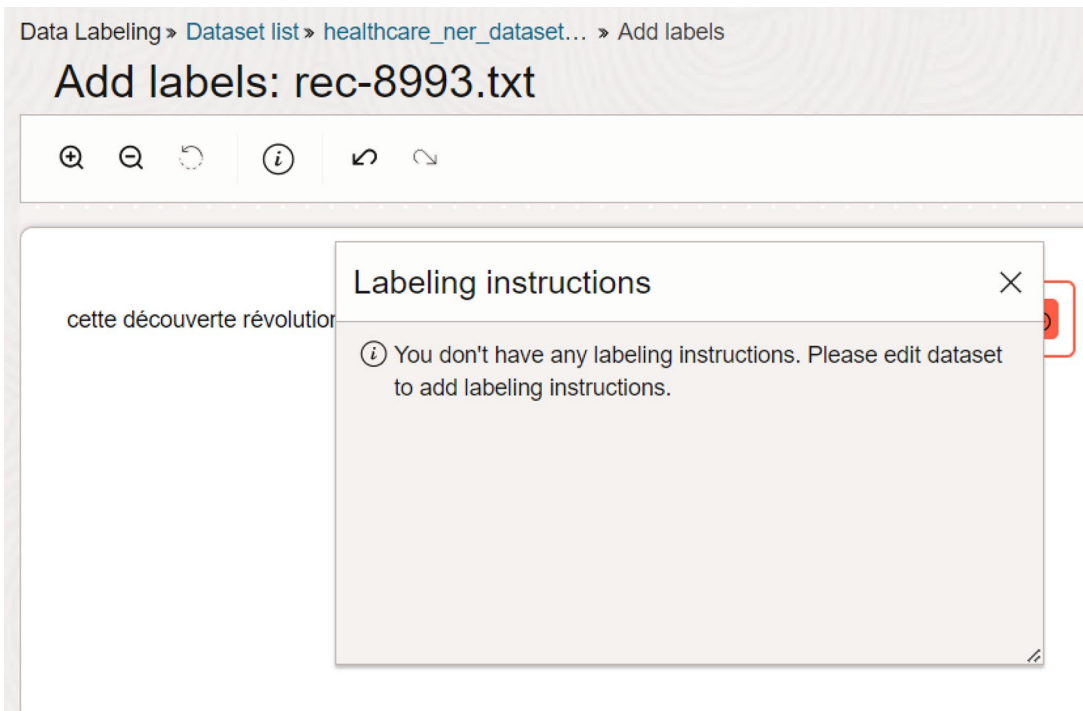 Data Labeling » Dataset list » healthcare_ner_dataset… » Add labels
Add labels: rec-8993.txt
Labeling instructions
cette découverte
You don't have any labeling instructions. Please edit dataset
to add labeling instructions.